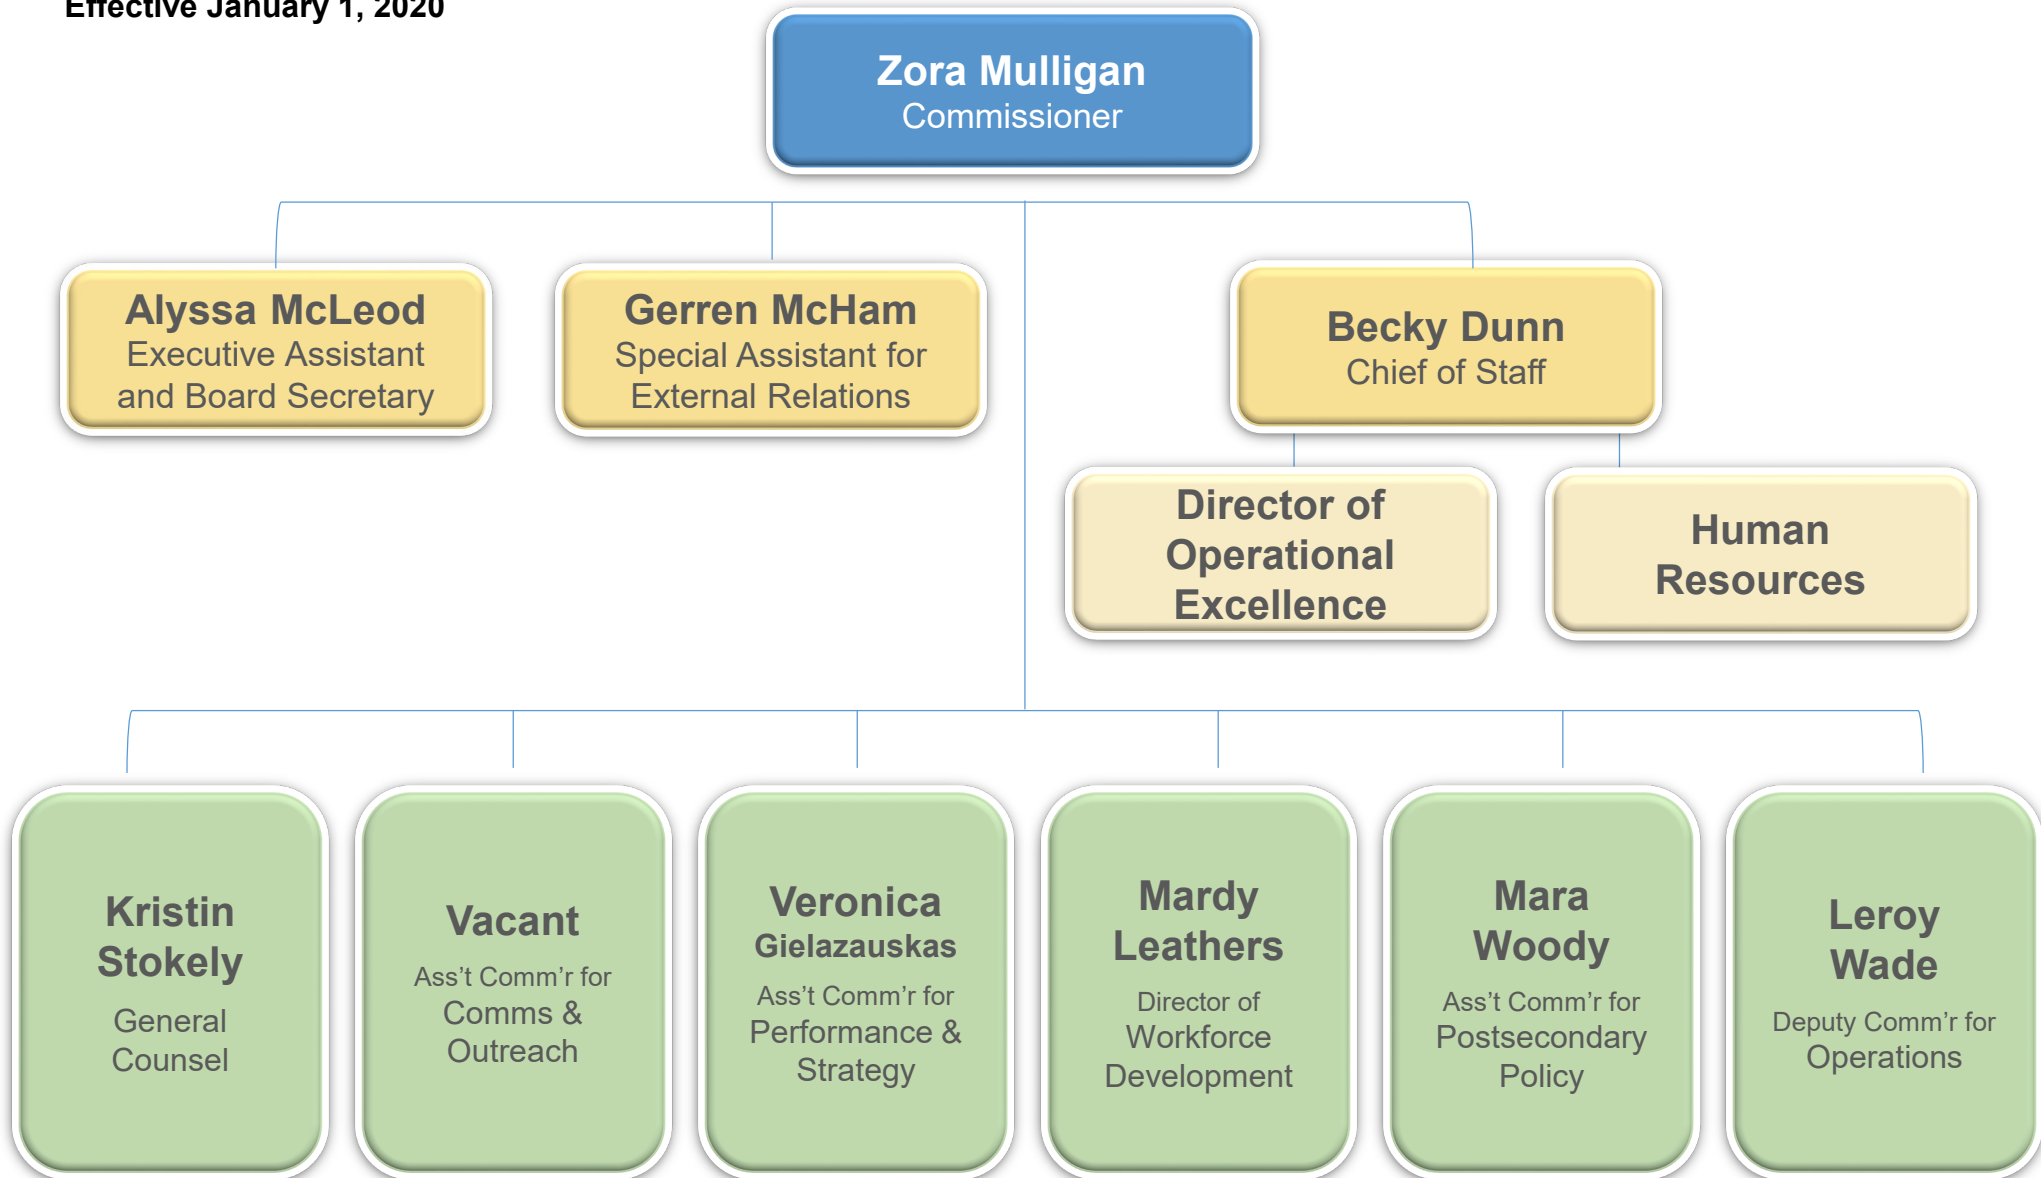 Effective January 1, 2020
Zora Mulligan
Commissioner
Alyssa McLeod
Executive Assistant
and Board Secretary
Gerren McHam
Special Assistant for
External Relations
Becky Dunn
Chief of Staff
Director of
Operational
Excellence
Human
Resources
Kristin
Stokely
General
Counsel
Vacant
Ass’t Comm’r for
Comms &
Outreach
Veronica
Gielazauskas
Ass’t Comm’r for
Performance &
Strategy
Mardy
Leathers
Director of
Workforce
Development
Mara
Woody
Ass’t Comm’r for
Postsecondary
Policy
Leroy
Wade
Deputy Comm’r for
Operations